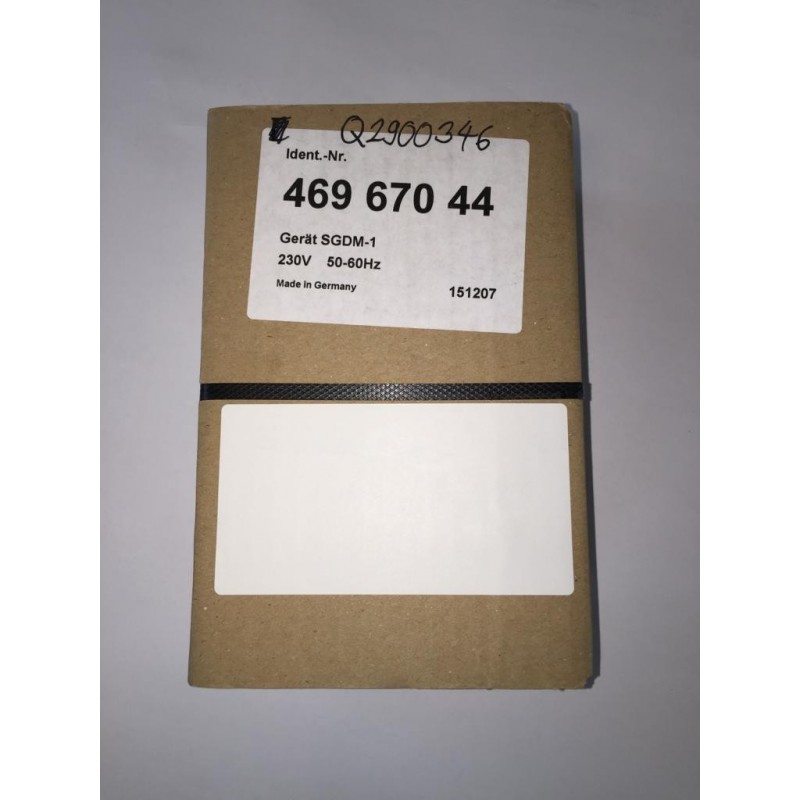 Q2900346
Ident.-Nr.
469 670 44
Gerät SGDM-1
230V 50-60Hz
Made in Germany
151207